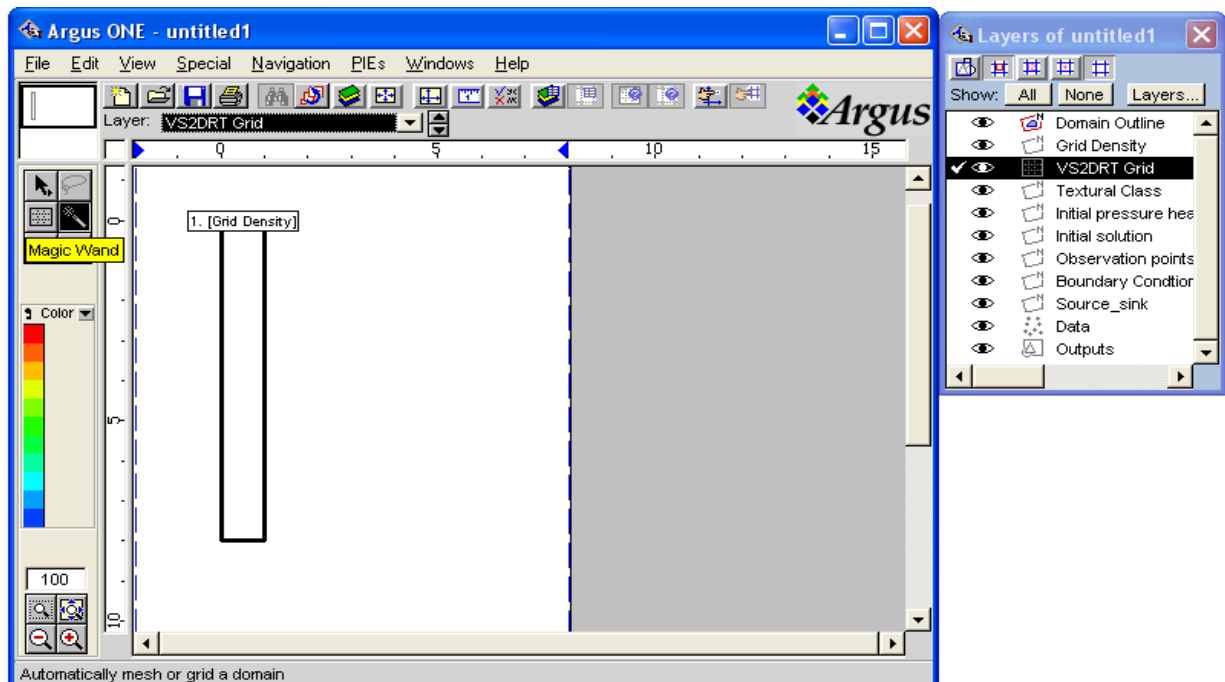 Argus ONE - untitled1
File Edit View Special Navigation PIEs Windows Help
Layer: VS2DRT Grid
Argus
0 5 10 15
0
1. [Grid Density]
Magic Wand
Color
5
100
10
Automatically mesh or grid a domain
Layers of untitled1
Show: All None Layers...
Domain Outline
Grid Density
VS2DRT Grid
Textural Class
Initial pressure hea
Initial solution
Observation points
Boundary Condtior
Source_sink
Data
Outputs